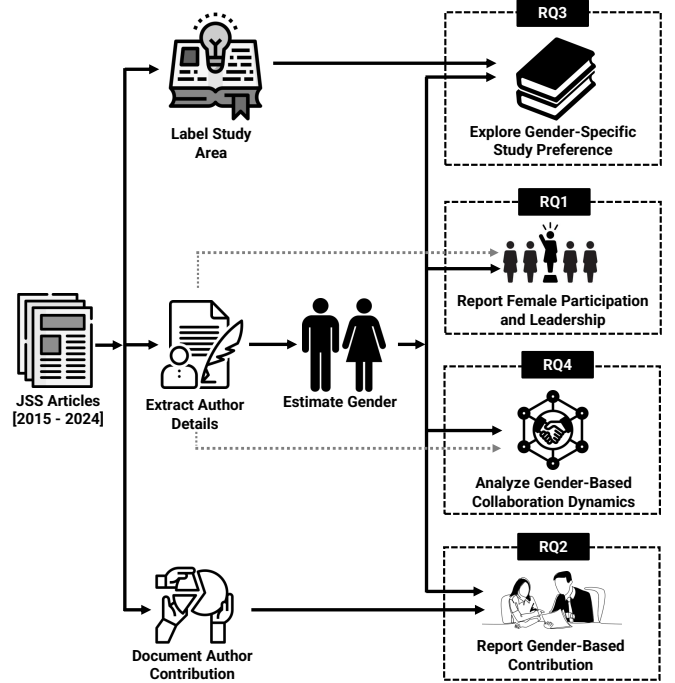 RQ3
Label Study
Area
Explore Gender-Specific
Study Preference
RQ1
Report Female Participation
and Leadership
JSS Articles
[2015 - 2024]
Extract Author
Details
Estimate Gender
RQ4
Analyze Gender-Based
Collaboration Dynamics
RQ2
Document Author
Contribution
Report Gender-Based
Contribution